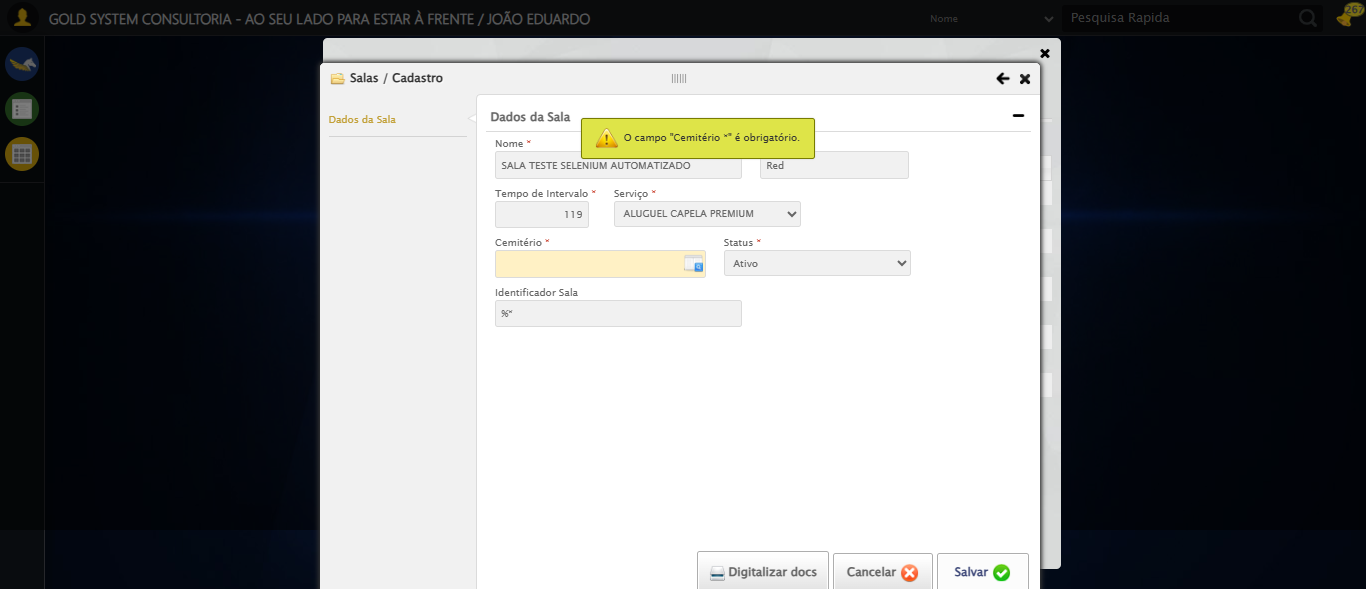 GOLD SYSTEM CONSULTORIA - AO SEU LADO PARA ESTAR À FRENTE / JOÃO EDUARDO
Nome
Pesquisa Rapida
267
Salas / Cadastro
Dados da Sala
Dados da Sala
O campo "Cemitério *" é obrigatório.
Nome *
SALA TESTE SELENIUM AUTOMATIZADO
Red
Tempo de Intervalo *
Serviço *
119
ALUGUEL CAPELA PREMIUM
Cemitério *
Status *
Ativo
Identificador Sala
%*
Digitalizar docs
Cancelar
Salvar